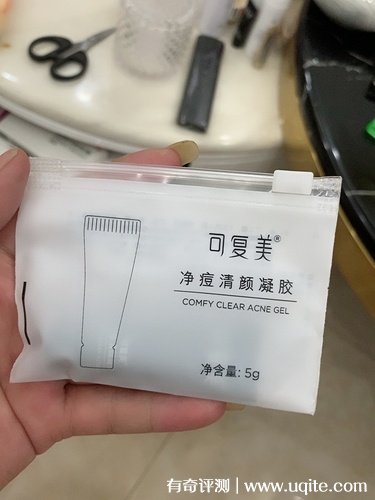 可复美®
净痘清颜凝胶
COMFY CLEAR ACNE GEL
净含量: 5g
有奇评测 | www.uqite.com